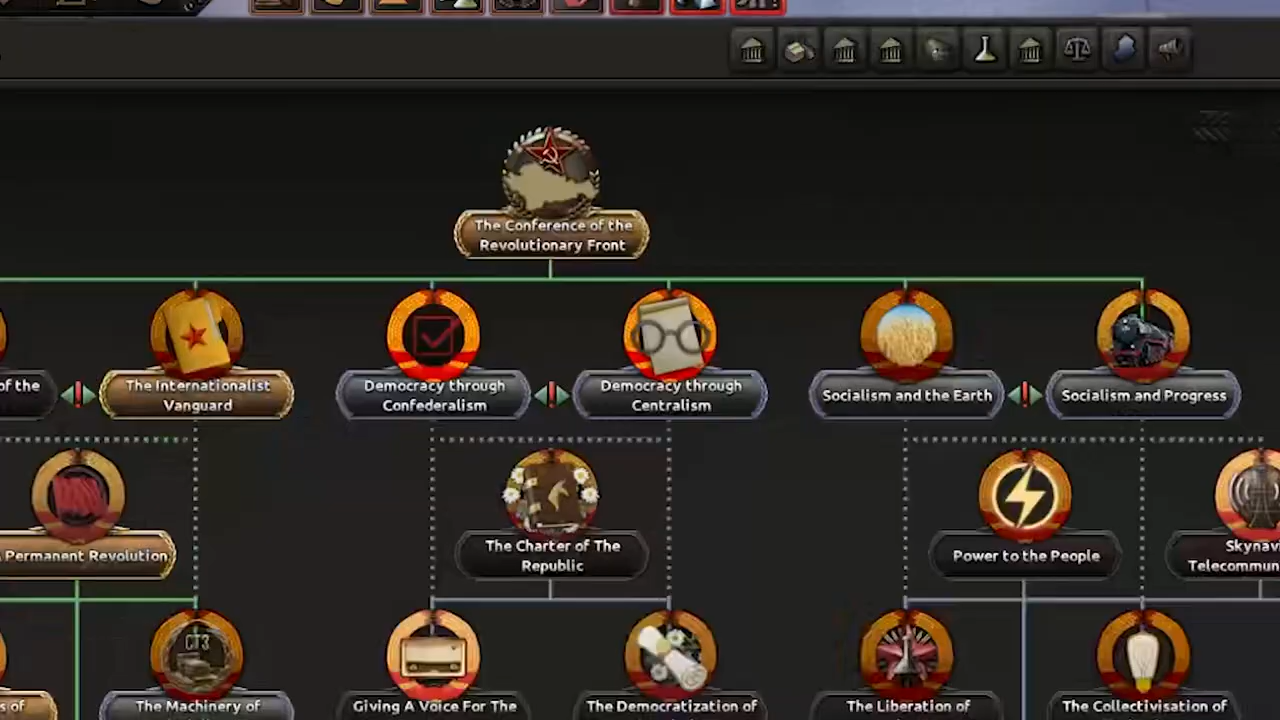 The Conference of the
Revolutionary Front
of the
The Internationalist
Vanguard
Democracy through
Confederalism
Democracy through
Centralism
Socialism and the Earth
Socialism and Progress
Permanent Revolution
The Charter of The
Republic
Power to the People
Skynav
Telecommun
СТЗ
s of
The Machinery of
Giving A Voice For The
The Democratization of
The Liberation of
The Collectivisation of